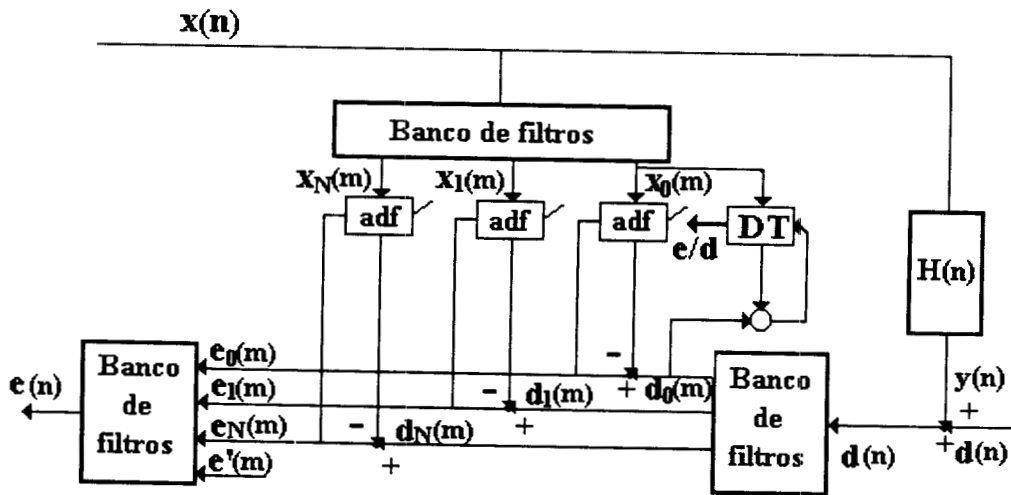 x(n)
Banco de filtros
x_N(m) x_1(m) x_0(m)
adf adf adf DT
e/d
H(n)
- 
e_0(m) + d_0(m)
e_1(m) - d_1(m) +
e_N(m) - d_N(m) +
e'(m)
e(n)
Banco
de
filtros
Banco
de
filtros
y(n)
+
+
d(n) d(n)